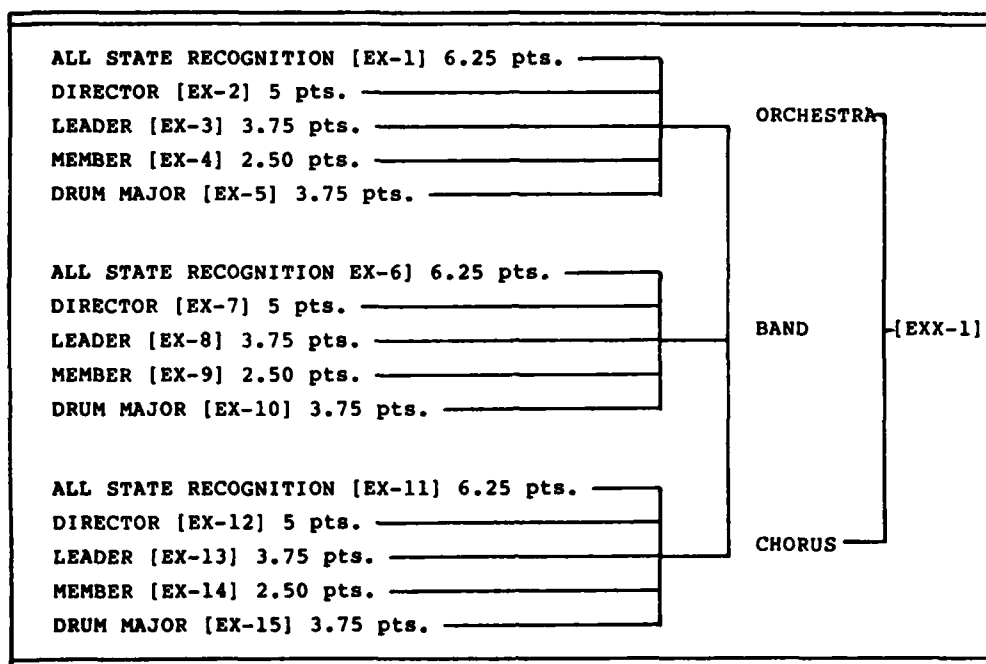 ALL STATE RECOGNITION [EX-1] 6.25 pts.
DIRECTOR [EX-2] 5 pts.
ORCHESTRA
LEADER [EX-3] 3.75 pts.
MEMBER [EX-4] 2.50 pts.
DRUM MAJOR [EX-5] 3.75 pts.
ALL STATE RECOGNITION EX-6] 6.25 pts.
DIRECTOR [EX-7] 5 pts.
BAND [EXX-1]
LEADER [EX-8] 3.75 pts.
MEMBER [EX-9] 2.50 pts.
DRUM MAJOR [EX-10] 3.75 pts.
ALL STATE RECOGNITION [EX-11] 6.25 pts.
DIRECTOR [EX-12] 5 pts.
CHORUS
LEADER [EX-13] 3.75 pts.
MEMBER [EX-14] 2.50 pts.
DRUM MAJOR [EX-15] 3.75 pts.